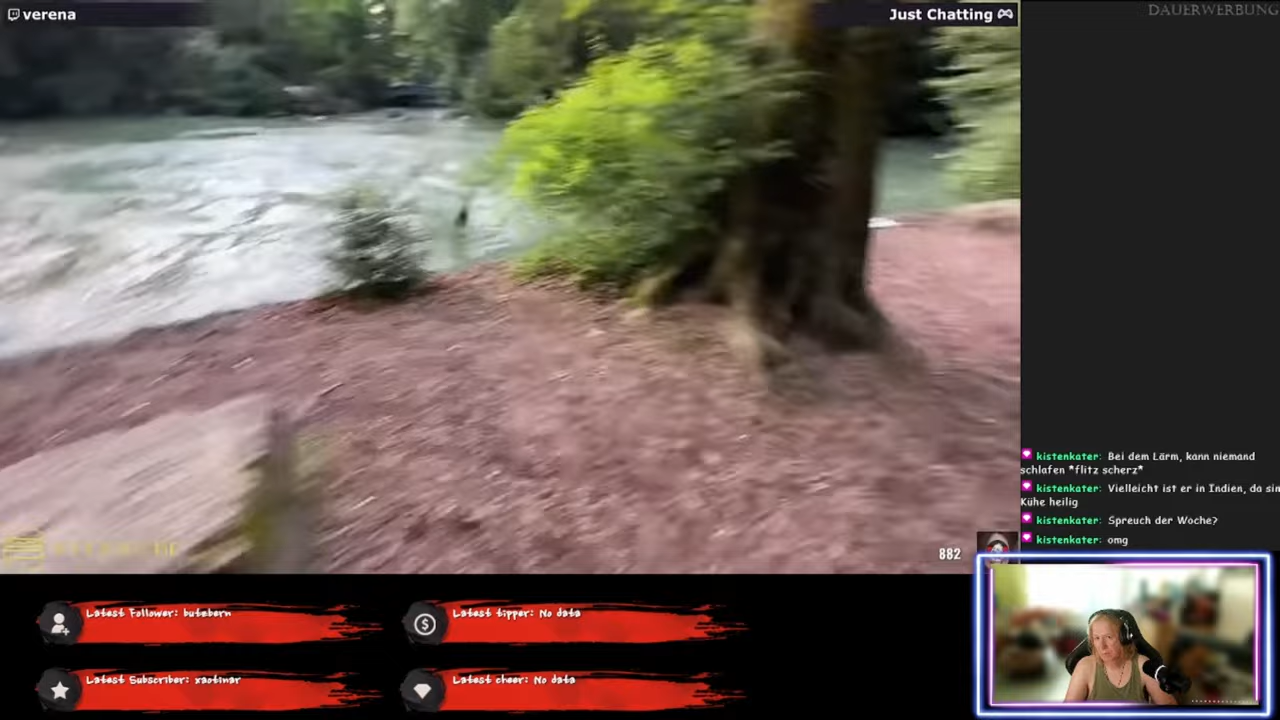 verena
Just Chatting
DAUERWERBUNG
kistenkater: Bei dem Lärm, kann niemand
schlafen *flitz scherz*
kistenkater: Vielleicht ist er in Indien, da sin
Kühe heilig
kistenkater: Spreuch der Woche?
kistenkater: omg
882
Latest Follower: butzbern
Latest tipper: No data
Latest Subscriber: xaotinar
Latest cheer: No data